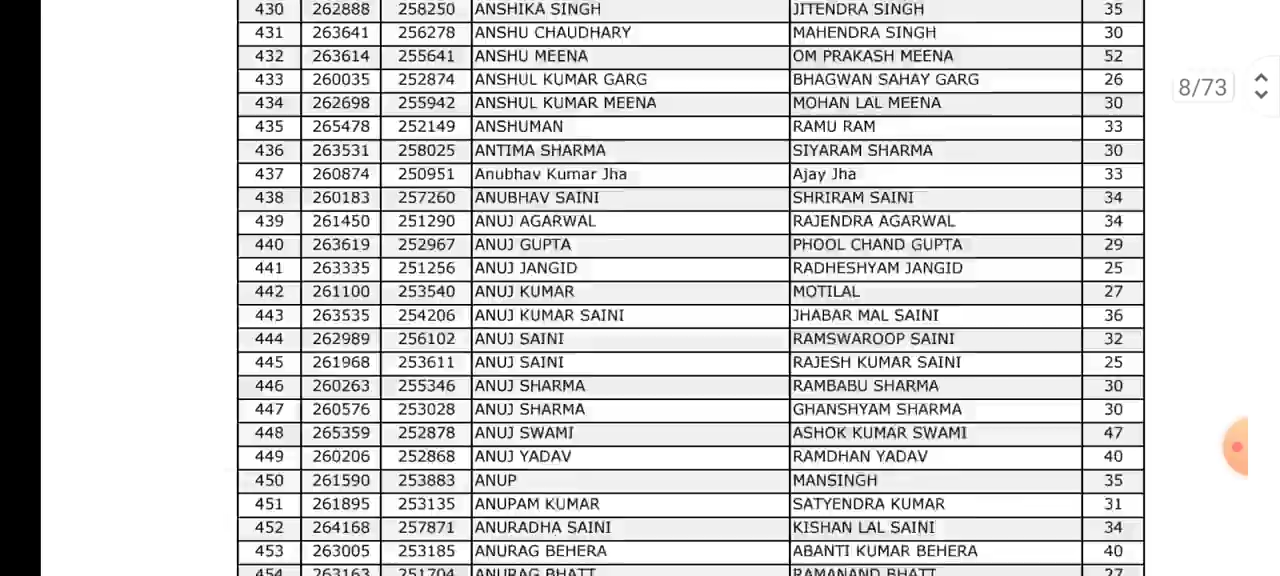 430 262888 258250 ANSHIKA SINGH JITENDRA SINGH 35
431 263641 256278 ANSHU CHAUDHARY MAHENDRA SINGH 30
432 263614 255641 ANSHU MEENA OM PRAKASH MEENA 52
433 260035 252874 ANSHUL KUMAR GARG BHAGWAN SAHAY GARG 26
8/73
434 262698 255942 ANSHUL KUMAR MEENA MOHAN LAL MEENA 30
435 265478 252149 ANSHUMAN RAMU RAM 33
436 263531 258025 ANTIMA SHARMA SIYARAM SHARMA 30
437 260874 250951 Anubhav Kumar Jha Ajay Jha 33
438 260183 257260 ANUBHAV SAINI SHRIRAM SAINI 34
439 261450 251290 ANUJ AGARWAL RAJENDRA AGARWAL 34
440 263619 252967 ANUJ GUPTA PHOOL CHAND GUPTA 29
441 263335 251256 ANUJ JANGID RADHESHYAM JANGID 25
442 261100 253540 ANUJ KUMAR MOTILAL 27
443 263535 254206 ANUJ KUMAR SAINI JHABAR MAL SAINI 36
444 262989 256102 ANUJ SAINI RAMSWAROOP SAINI 32
445 261968 253611 ANUJ SAINI RAJESH KUMAR SAINI 25
446 260263 255346 ANUJ SHARMA RAMBABU SHARMA 30
447 260576 253028 ANUJ SHARMA GHANSHYAM SHARMA 30
448 265359 252878 ANUJ SWAMI ASHOK KUMAR SWAMI 47
449 260206 252868 ANUJ YADAV RAMDHAN YADAV 40
450 261590 253883 ANUP MANSINGH 35
451 261895 253135 ANUPAM KUMAR SATYENDRA KUMAR 31
452 264168 257871 ANURADHA SAINI KISHAN LAL SAINI 34
453 263005 253185 ANURAG BEHERA ABANTI KUMAR BEHERA 40
454 263163 251704 ANURAG BHATI RAMANAND BHATI 27